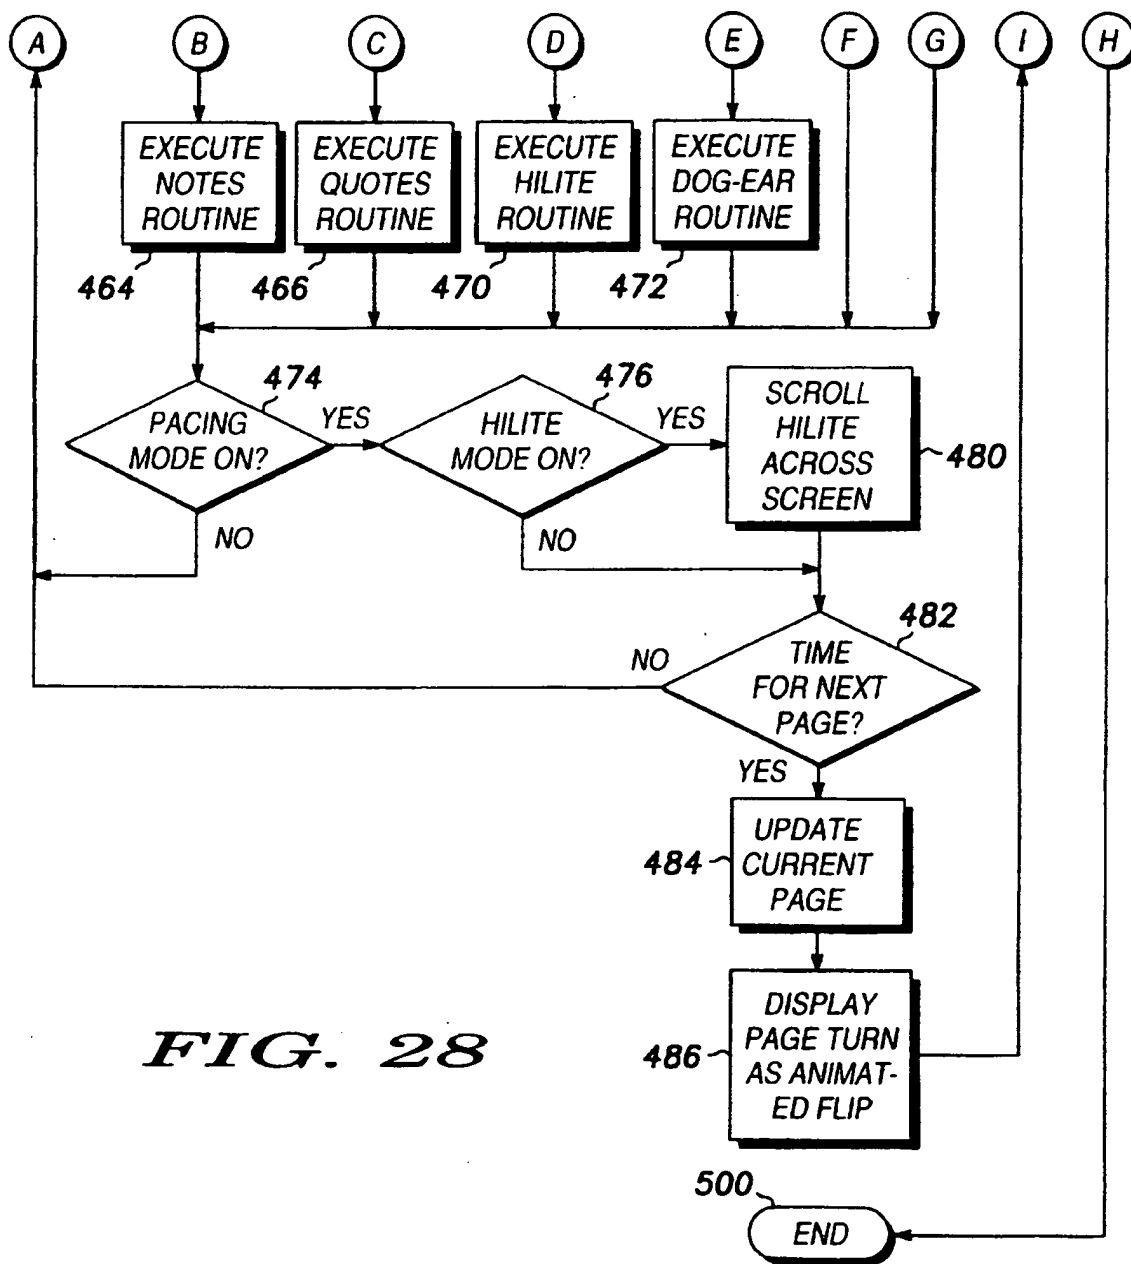 A B C D E F G I H
EXECUTE
NOTES
ROUTINE
464
EXECUTE
QUOTES
ROUTINE
466
EXECUTE
HILITE
ROUTINE
470
EXECUTE
DOG-EAR
ROUTINE
472
474
PACING
MODE ON?
YES
NO
476
HILITE
MODE ON?
YES
NO
SCROLL
HILITE
ACROSS
SCREEN
480
482
TIME
FOR NEXT
PAGE?
NO
YES
UPDATE
CURRENT
PAGE
484
DISPLAY
PAGE TURN
AS ANIMAT-
ED FLIP
486
FIG. 28
500
END